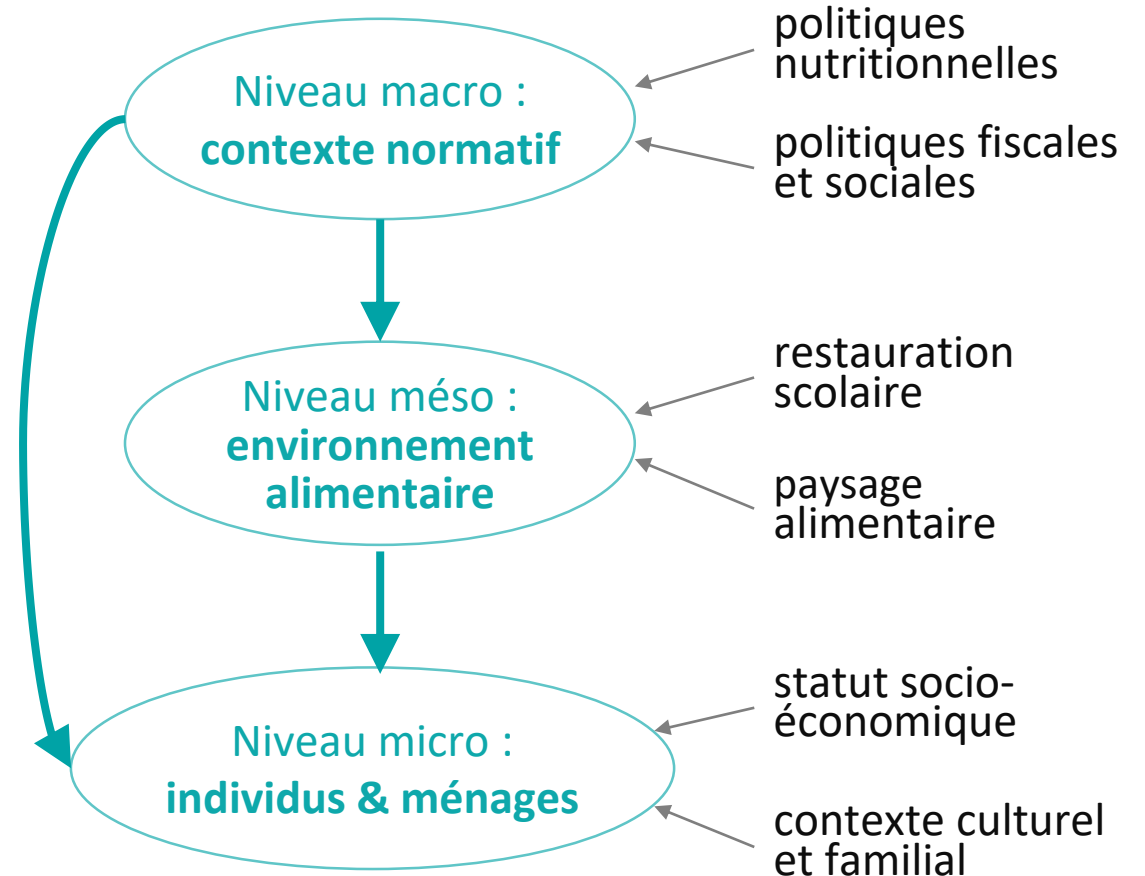 politiques
nutritionnelles
Niveau macro :
contexte normatif
politiques fiscales
et sociales
restauration
scolaire
Niveau méso :
environnement
alimentaire
paysage
alimentaire
statut socio-
économique
Niveau micro :
individus & ménages
contexte culturel
et familial